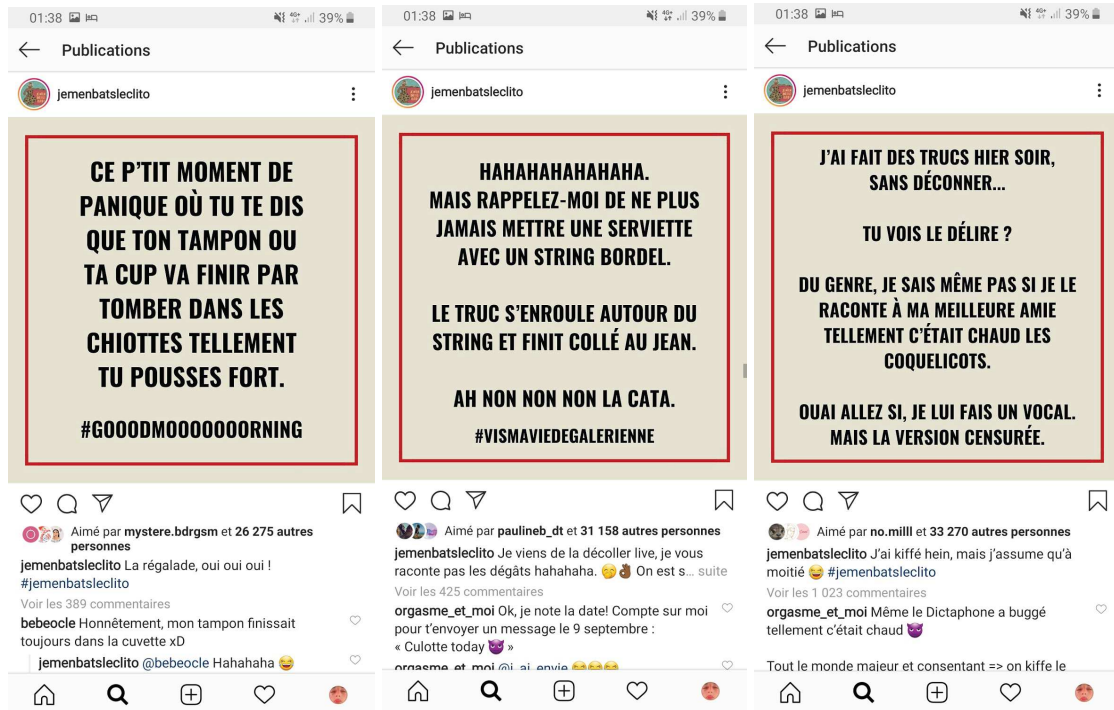 01:38 4G+ 39%
Publications
jemenbatsleclito
CE P'TIT MOMENT DE
PANIQUE OÙ TU TE DIS
QUE TON TAMPON OU
TA CUP VA FINIR PAR
TOMBER DANS LES
CHIOTTES TELLEMENT
TU POUSSES FORT.
#GOOODMOOOOOOORNING
Aimé par mystere.bdrgsm et 26 275 autres
personnes
jemenbatsleclito La régalade, oui oui oui !
#jemenbatsleclito
Voir les 389 commentaires
bebeocle Honnêtement, mon tampon finissait
toujours dans la cuvette xD
jemenbatsleclito @bebeocle Hahahaha 😂
01:38 4G+ 39%
Publications
jemenbatsleclito
HAHAHAHAHAHAHA.
MAIS RAPPELEZ-MOI DE NE PLUS
JAMAIS METTRE UNE SERVIETTE
AVEC UN STRING BORDEL.
LE TRUC S'ENROULE AUTOUR DU
STRING ET FINIT COLLÉ AU JEAN.
AH NON NON NON LA CATA.
#VISMAVIEDEGALERIENNE
Aimé par paulineb_dt et 31 158 autres personnes
jemenbatsleclito Je viens de la décoller live, je vous
raconte pas les dégâts hahahaha. 🤭👌🏾 On est s... suite
Voir les 425 commentaires
orgasme_et_moi Ok, je note la date! Compte sur moi
pour t'envoyer un message le 9 septembre :
« Culotte today 😈 »
orgasme_et_moi @j_ai_envie 😂😂😂
01:38 4G+ 39%
Publications
jemenbatsleclito
J'AI FAIT DES TRUCS HIER SOIR,
SANS DÉCONNER...
TU VOIS LE DÉLIRE ?
DU GENRE, JE SAIS MÊME PAS SI JE LE
RACONTE À MA MEILLEURE AMIE
TELLEMENT C'ÉTAIT CHAUD LES
COQUELICOTS.
OUAI ALLEZ SI, JE LUI FAIS UN VOCAL.
MAIS LA VERSION CENSURÉE.
Aimé par no.milll et 33 270 autres personnes
jemenbatsleclito J'ai kiffé hein, mais j'assume qu'à
moitié 😂 #jemenbatsleclito
Voir les 1 023 commentaires
orgasme_et_moi Même le Dictaphone a buggé
tellement c'était chaud 😈
Tout le monde majeur et consentant => on kiffe le